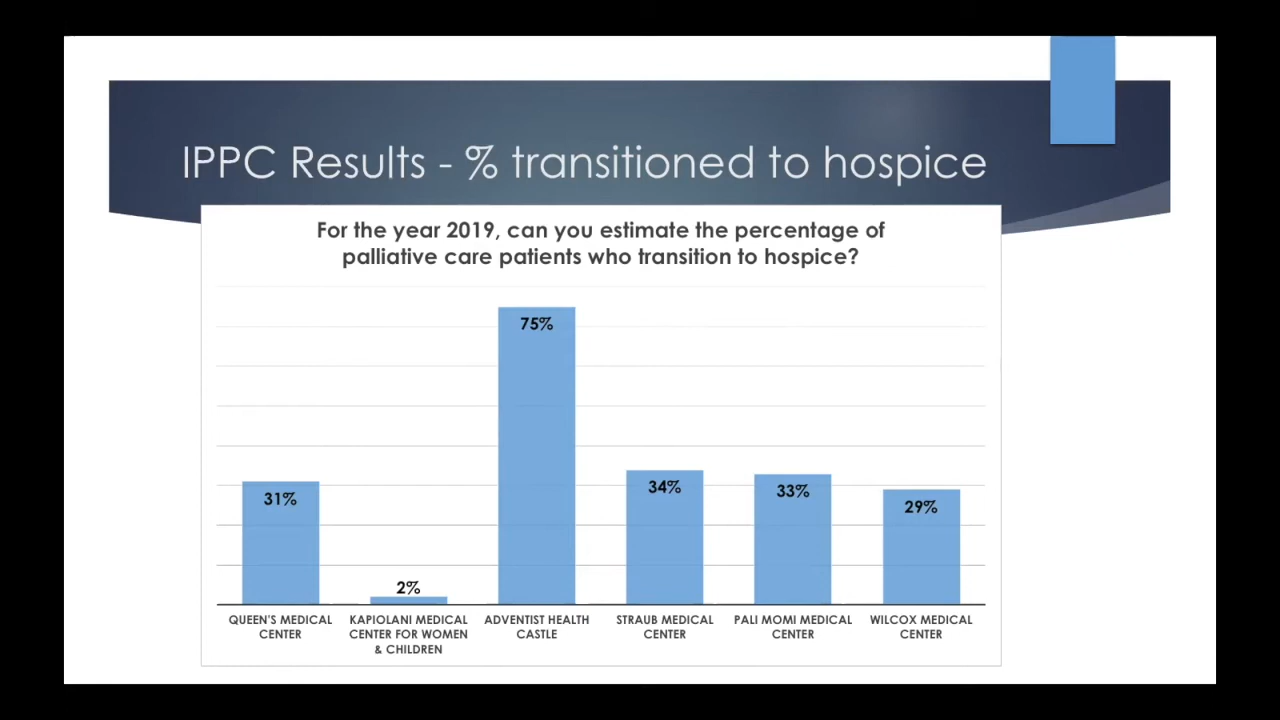 IPPC Results - % transitioned to hospice
For the year 2019, can you estimate the percentage of
palliative care patients who transition to hospice?
31%
2%
75%
34%
33%
29%
QUEEN'S MEDICAL
CENTER
KAPIOLANI MEDICAL
CENTER FOR WOMEN
& CHILDREN
ADVENTIST HEALTH
CASTLE
STRAUB MEDICAL
CENTER
PALI MOMI MEDICAL
CENTER
WILCOX MEDICAL
CENTER